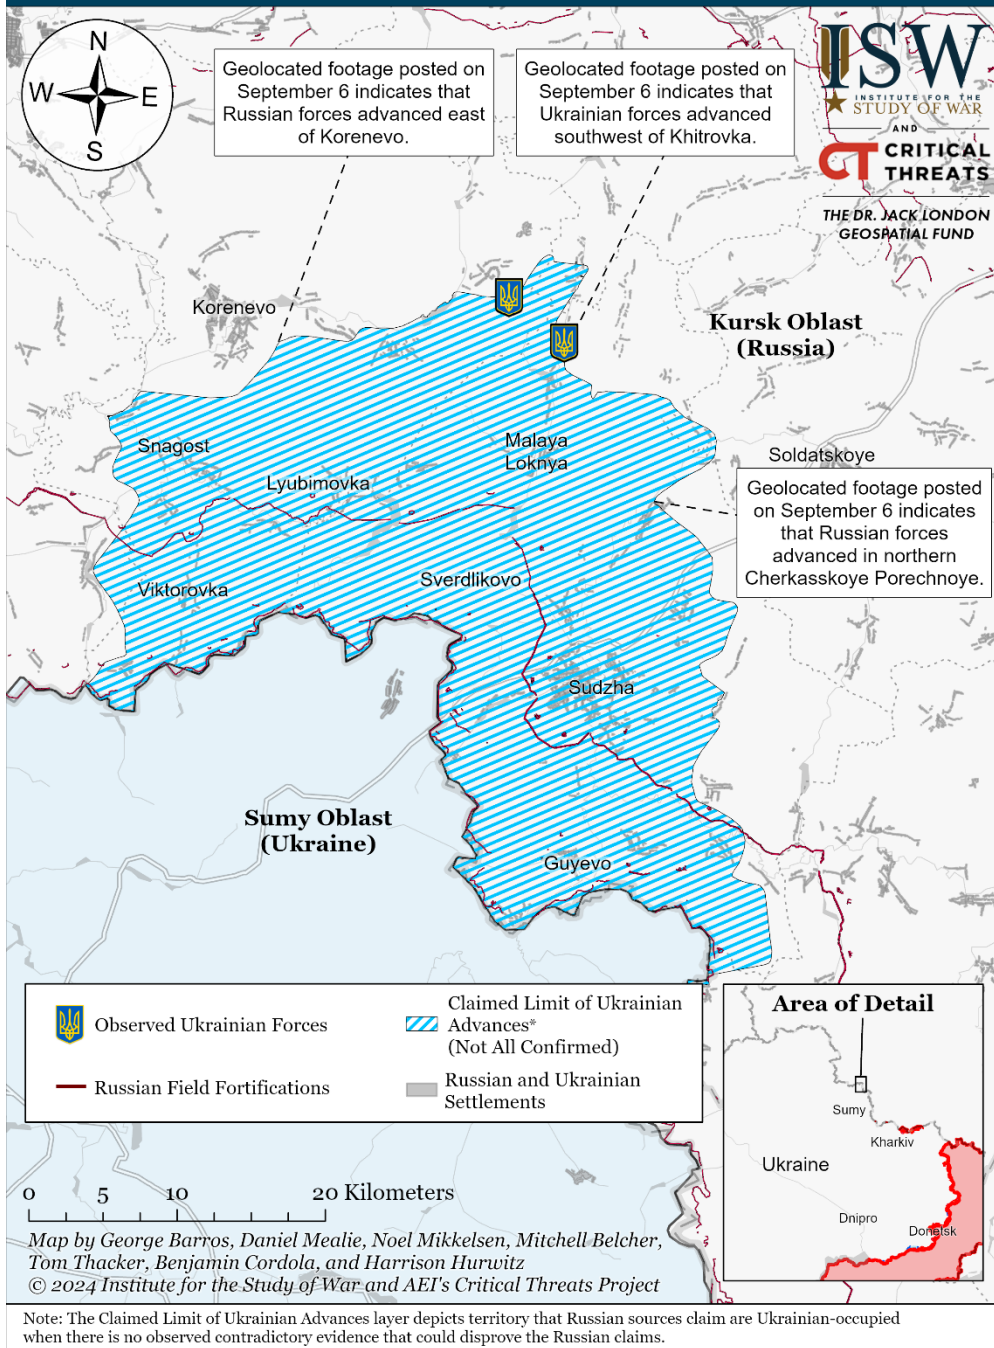 N
W
E
S
Geolocated footage posted on
September 6 indicates that
Russian forces advanced east
of Korenevo.
Geolocated footage posted on
September 6 indicates that
Ukrainian forces advanced
southwest of Khitrovka.
ISW
INSTITUTE FOR THE
STUDY OF WAR
AND
CT CRITICAL
THREATS
THE DR. JACK LONDON
GEOSPATIAL FUND
Korenevo
Kursk Oblast
(Russia)
Snagost
Malaya
Loknya
Soldatskoye
Lyubimovka
Geolocated footage posted
on September 6 indicates
that Russian forces
advanced in northern
Cherkasskoye Porechnoye.
Viktorovka
Sverdlikovo
Sudzha
Sumy Oblast
(Ukraine)
Guyevo
Observed Ukrainian Forces
Claimed Limit of Ukrainian
Advances*
(Not All Confirmed)
Russian Field Fortifications
Russian and Ukrainian
Settlements
Area of Detail
Sumy
Kharkiv
Ukraine
Dnipro
Donetsk
0 5 10 20 Kilometers
Map by George Barros, Daniel Mealie, Noel Mikkelsen, Mitchell Belcher,
Tom Thacker, Benjamin Cordola, and Harrison Hurwitz
© 2024 Institute for the Study of War and AEI's Critical Threats Project
Note: The Claimed Limit of Ukrainian Advances layer depicts territory that Russian sources claim are Ukrainian-occupied
when there is no observed contradictory evidence that could disprove the Russian claims.